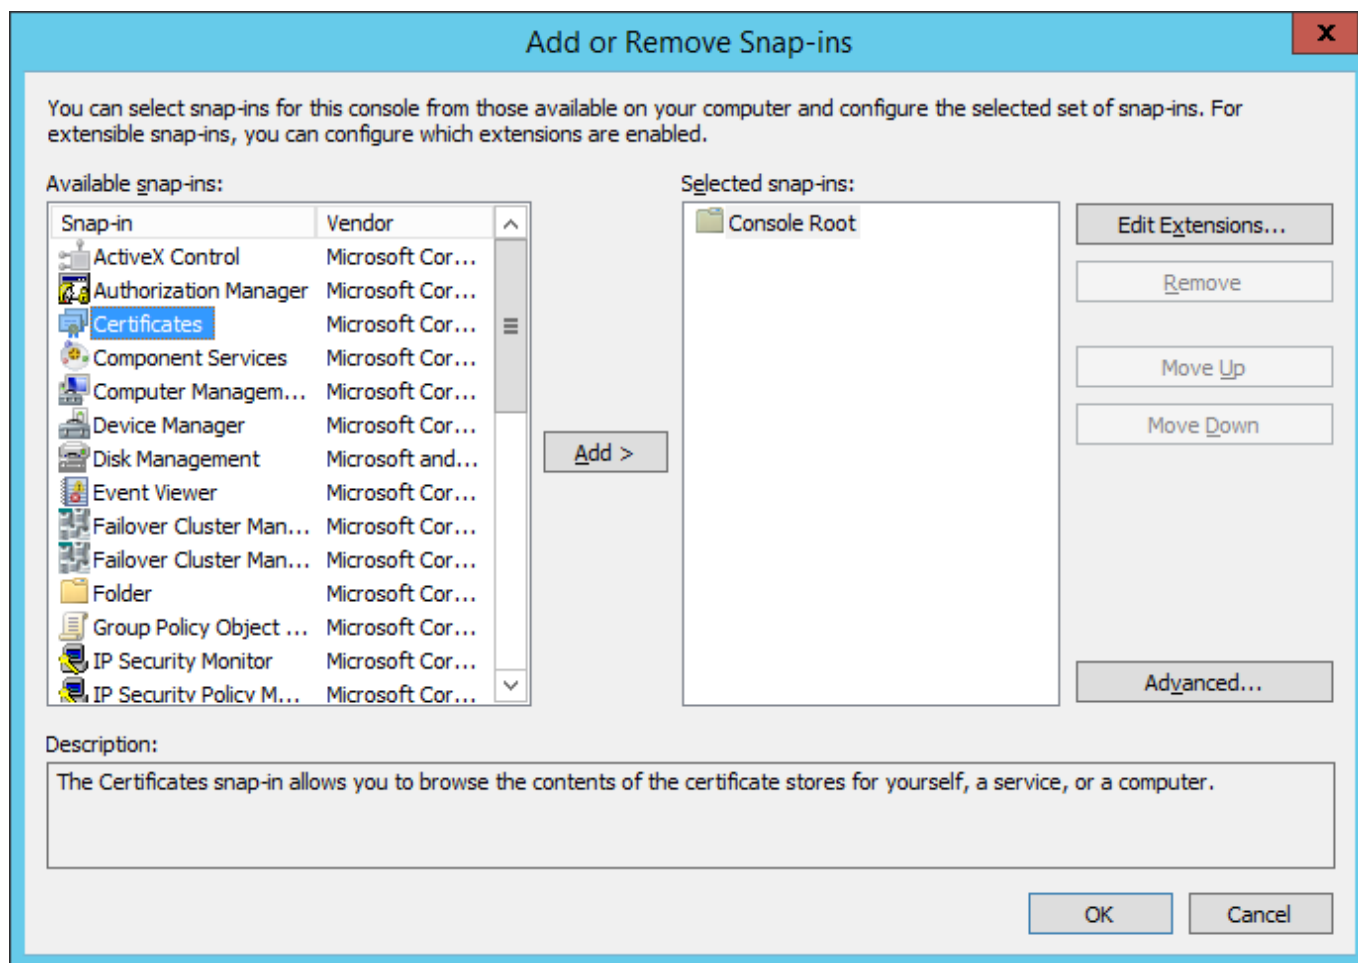 Add or Remove Snap-ins
x
You can select snap-ins for this console from those available on your computer and configure the selected set of snap-ins. For
extensible snap-ins, you can configure which extensions are enabled.
Available snap-ins:
Snap-in Vendor
ActiveX Control Microsoft Cor...
Authorization Manager Microsoft Cor...
Certificates Microsoft Cor...
Component Services Microsoft Cor...
Computer Managem... Microsoft Cor...
Device Manager Microsoft Cor...
Disk Management Microsoft and...
Event Viewer Microsoft Cor...
Failover Cluster Man... Microsoft Cor...
Failover Cluster Man... Microsoft Cor...
Folder Microsoft Cor...
Group Policy Object ... Microsoft Cor...
IP Security Monitor Microsoft Cor...
IP Security Policy M... Microsoft Cor...
Add >
Selected snap-ins:
Console Root
Edit Extensions...
Remove
Move Up
Move Down
Advanced...
Description:
The Certificates snap-in allows you to browse the contents of the certificate stores for yourself, a service, or a computer.
OK
Cancel